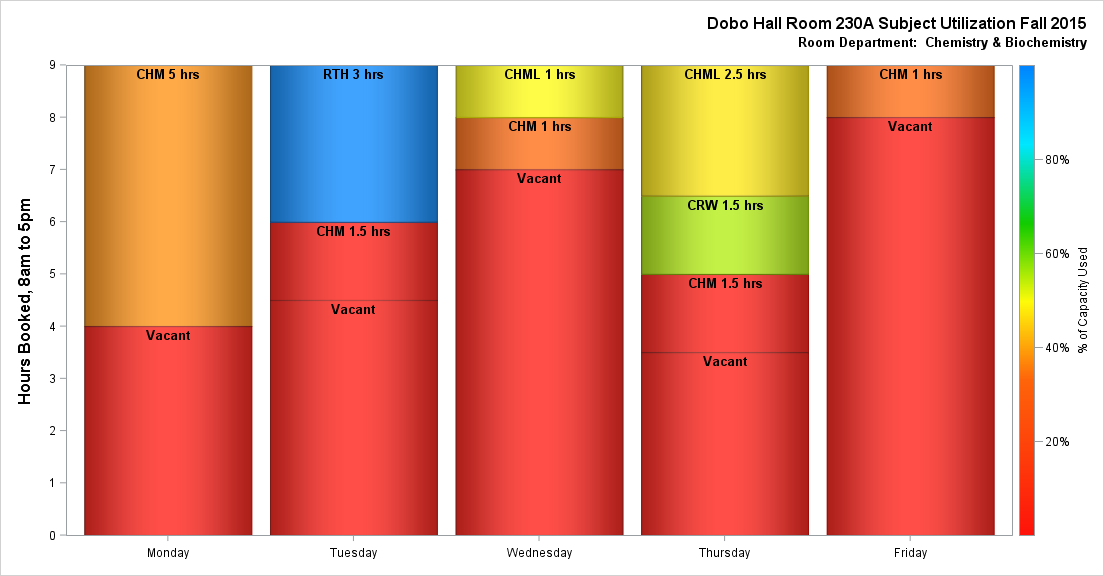 Dobo Hall Room 230A Subject Utilization Fall 2015
Room Department:  Chemistry & Biochemistry
Hours Booked, 8am to 5pm
9
8
7
6
5
4
3
2
1
0
CHM 5 hrs
Vacant
RTH 3 hrs
CHM 1.5 hrs
Vacant
CHML 1 hrs
CHM 1 hrs
Vacant
CHML 2.5 hrs
CRW 1.5 hrs
CHM 1.5 hrs
Vacant
CHM 1 hrs
Vacant
Monday
Tuesday
Wednesday
Thursday
Friday
80%
60%
40%
20%
% of Capacity Used